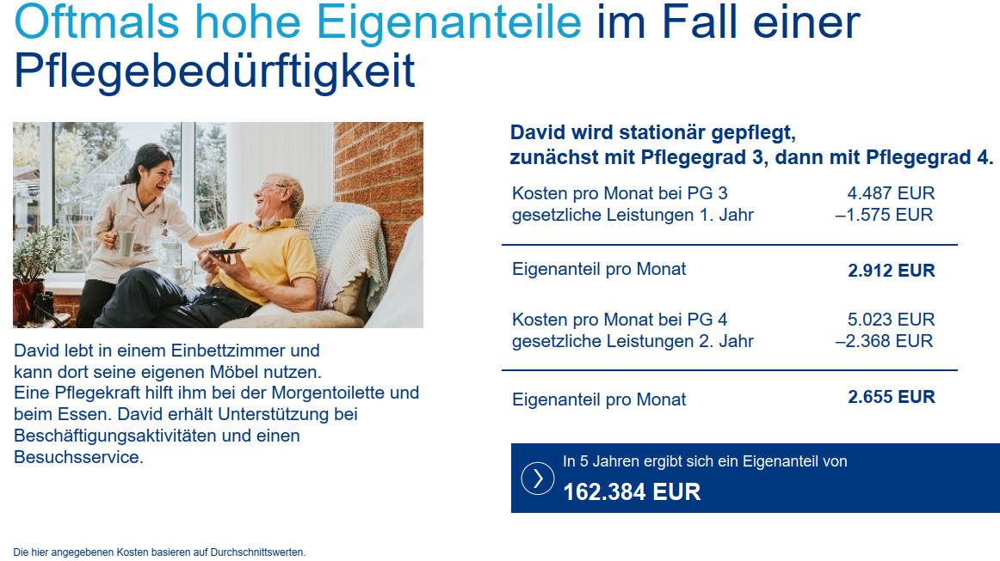 Oftmals hohe Eigenanteile im Fall einer
Pflegebedürftigkeit
David lebt in einem Einbettzimmer und
kann dort seine eigenen Möbel nutzen.
Eine Pflegekraft hilft ihm bei der Morgentoilette und
beim Essen. David erhält Unterstützung bei
Beschäftigungsaktivitäten und einen
Besuchsservice.
David wird stationär gepflegt,
zunächst mit Pflegegrad 3, dann mit Pflegegrad 4.
Kosten pro Monat bei PG 3 4.487 EUR
gesetzliche Leistungen 1. Jahr –1.575 EUR
Eigenanteil pro Monat 2.912 EUR
Kosten pro Monat bei PG 4 5.023 EUR
gesetzliche Leistungen 2. Jahr –2.368 EUR
Eigenanteil pro Monat 2.655 EUR
In 5 Jahren ergibt sich ein Eigenanteil von
162.384 EUR
Die hier angegebenen Kosten basieren auf Durchschnittswerten.